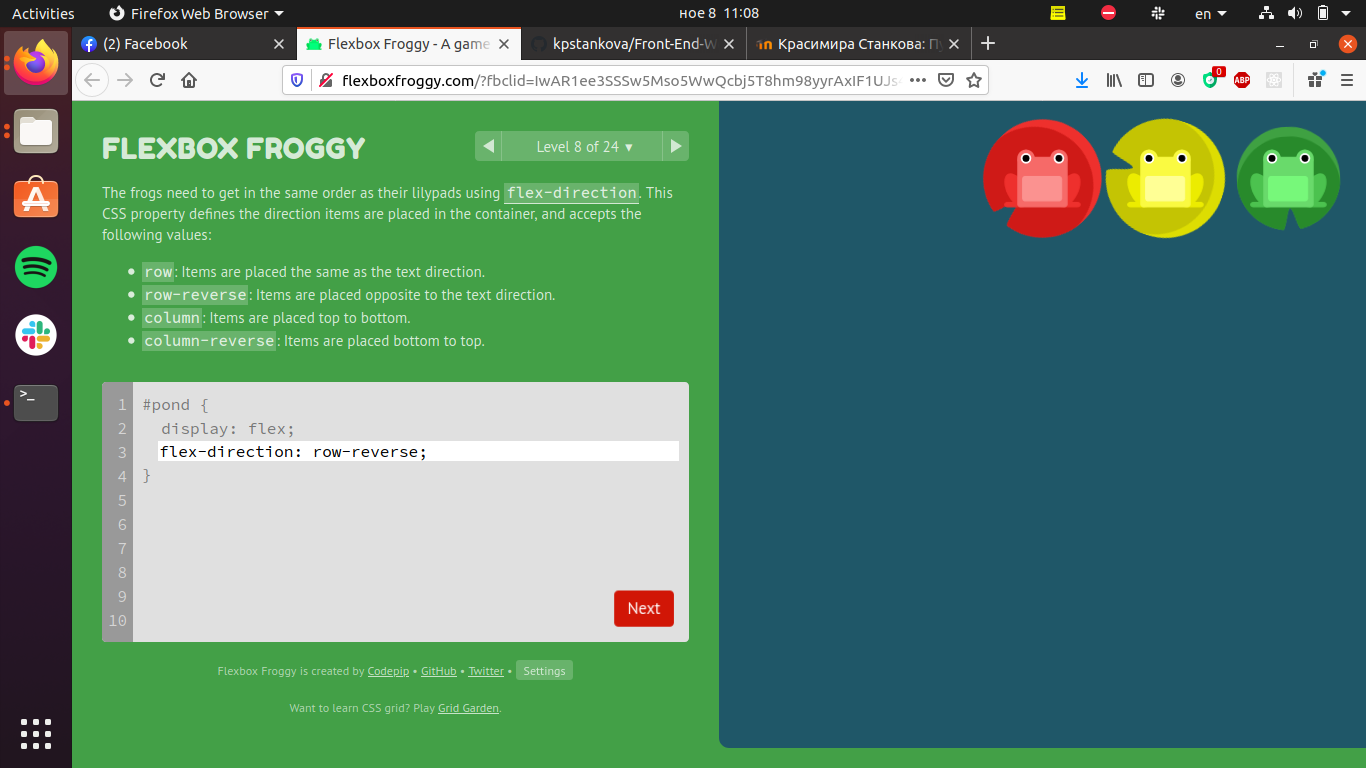 Activities Firefox Web Browser ное 8 11:08 en
(2) Facebook Flexbox Froggy - A game kpstankova/Front-End-W Красимира Станкова: П
flexboxfroggy.com/?fbclid=IwAR1ee3SSSw5Mso5WwQcbj5T8hm98yyrAxIF1UJs 0 ABP
FLEXBOX FROGGY
Level 8 of 24 ▾
The frogs need to get in the same order as their lilypads using flex-direction. This
CSS property defines the direction items are placed in the container, and accepts the
following values:
• row: Items are placed the same as the text direction.
• row-reverse: Items are placed opposite to the text direction.
• column: Items are placed top to bottom.
• column-reverse: Items are placed bottom to top.
1 #pond {
2 display: flex;
3 flex-direction: row-reverse;
4 }
5
6
7
8
9
10
Next
Flexbox Froggy is created by Codepip • GitHub • Twitter • Settings
Want to learn CSS grid? Play Grid Garden.